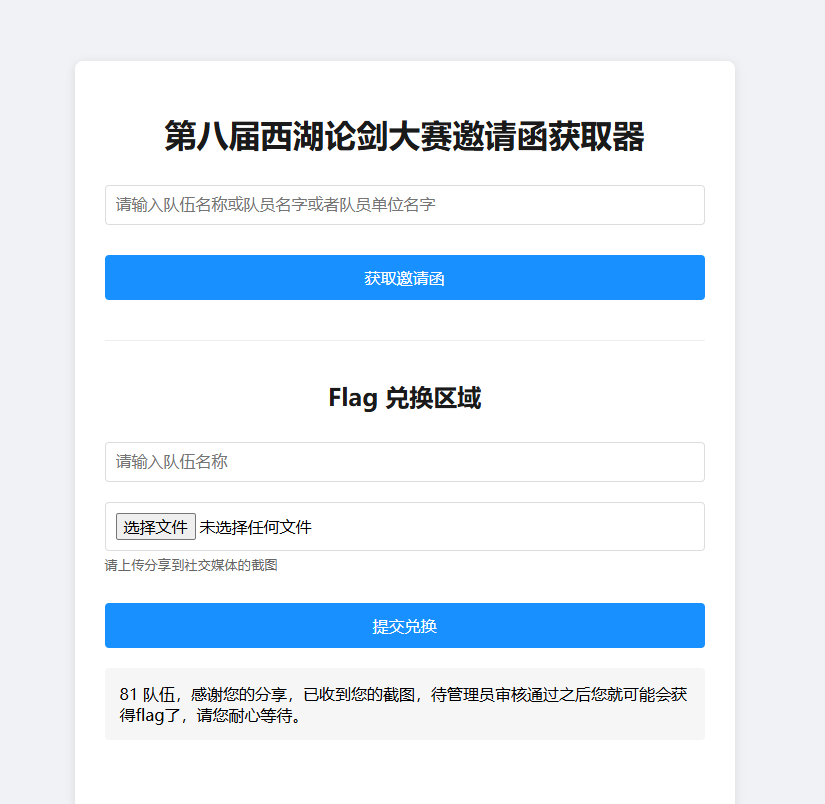 第八届西湖论剑大赛邀请函获取器
请输入队伍名称或队员名字或者队员单位名字
获取邀请函
Flag 兑换区域
请输入队伍名称
选择文件 未选择任何文件
请上传分享到社交媒体的截图
提交兑换
81 队伍，感谢您的分享，已收到您的截图，待管理员审核通过之后您就可能会获
得flag了，请您耐心等待。